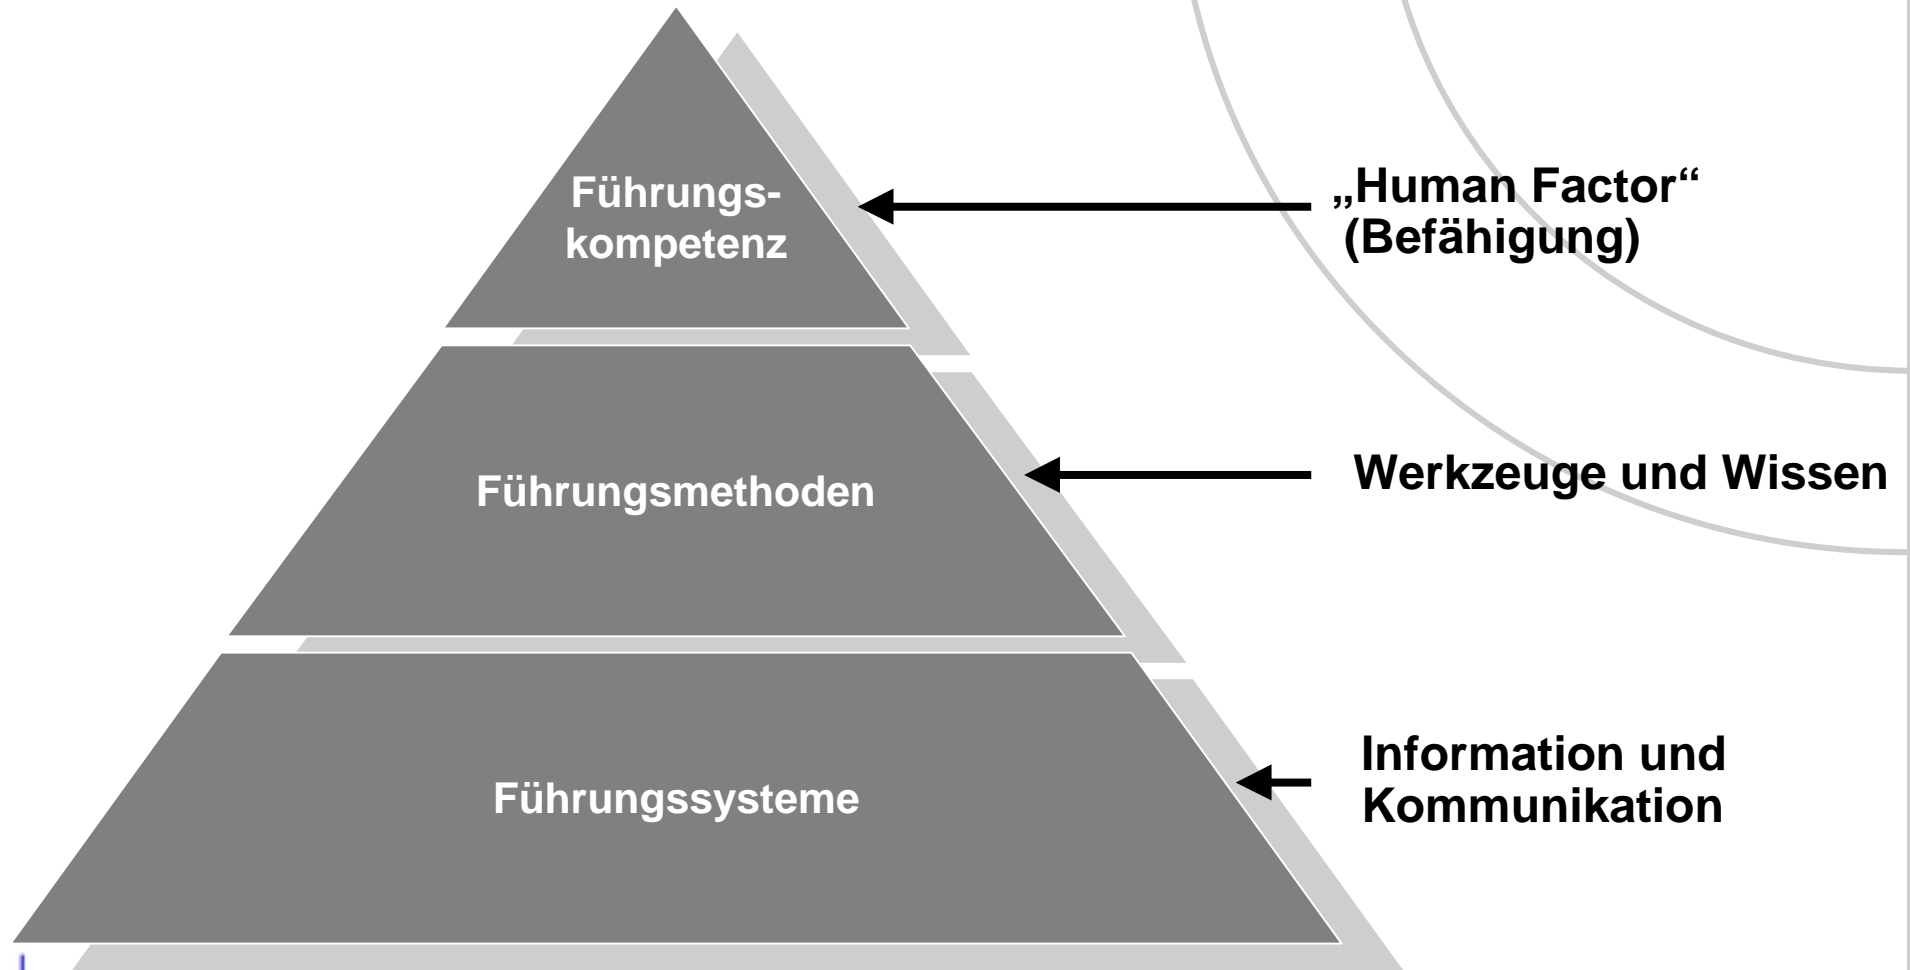 Führungs-
kompetenz
„Human Factor“
(Befähigung)
Führungsmethoden
Werkzeuge und Wissen
Führungssysteme
Information und
Kommunikation